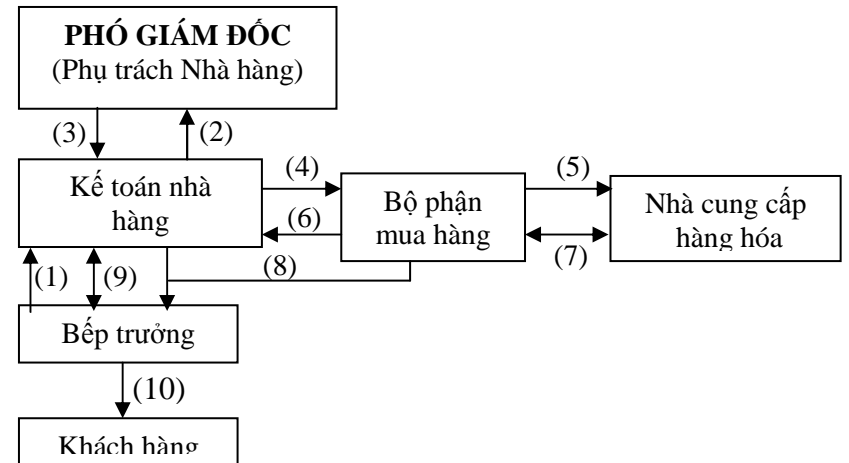 PHÓ GIÁM ĐỐC
(Phụ trách Nhà hàng)
(3)
(2)
Kế toán nhà
hàng
(4)
(6)
Bộ phận
mua hàng
(5)
(7)
Nhà cung cấp
hàng hóa
(1)
(9)
(8)
Bếp trưởng
(10)
Khách hàng